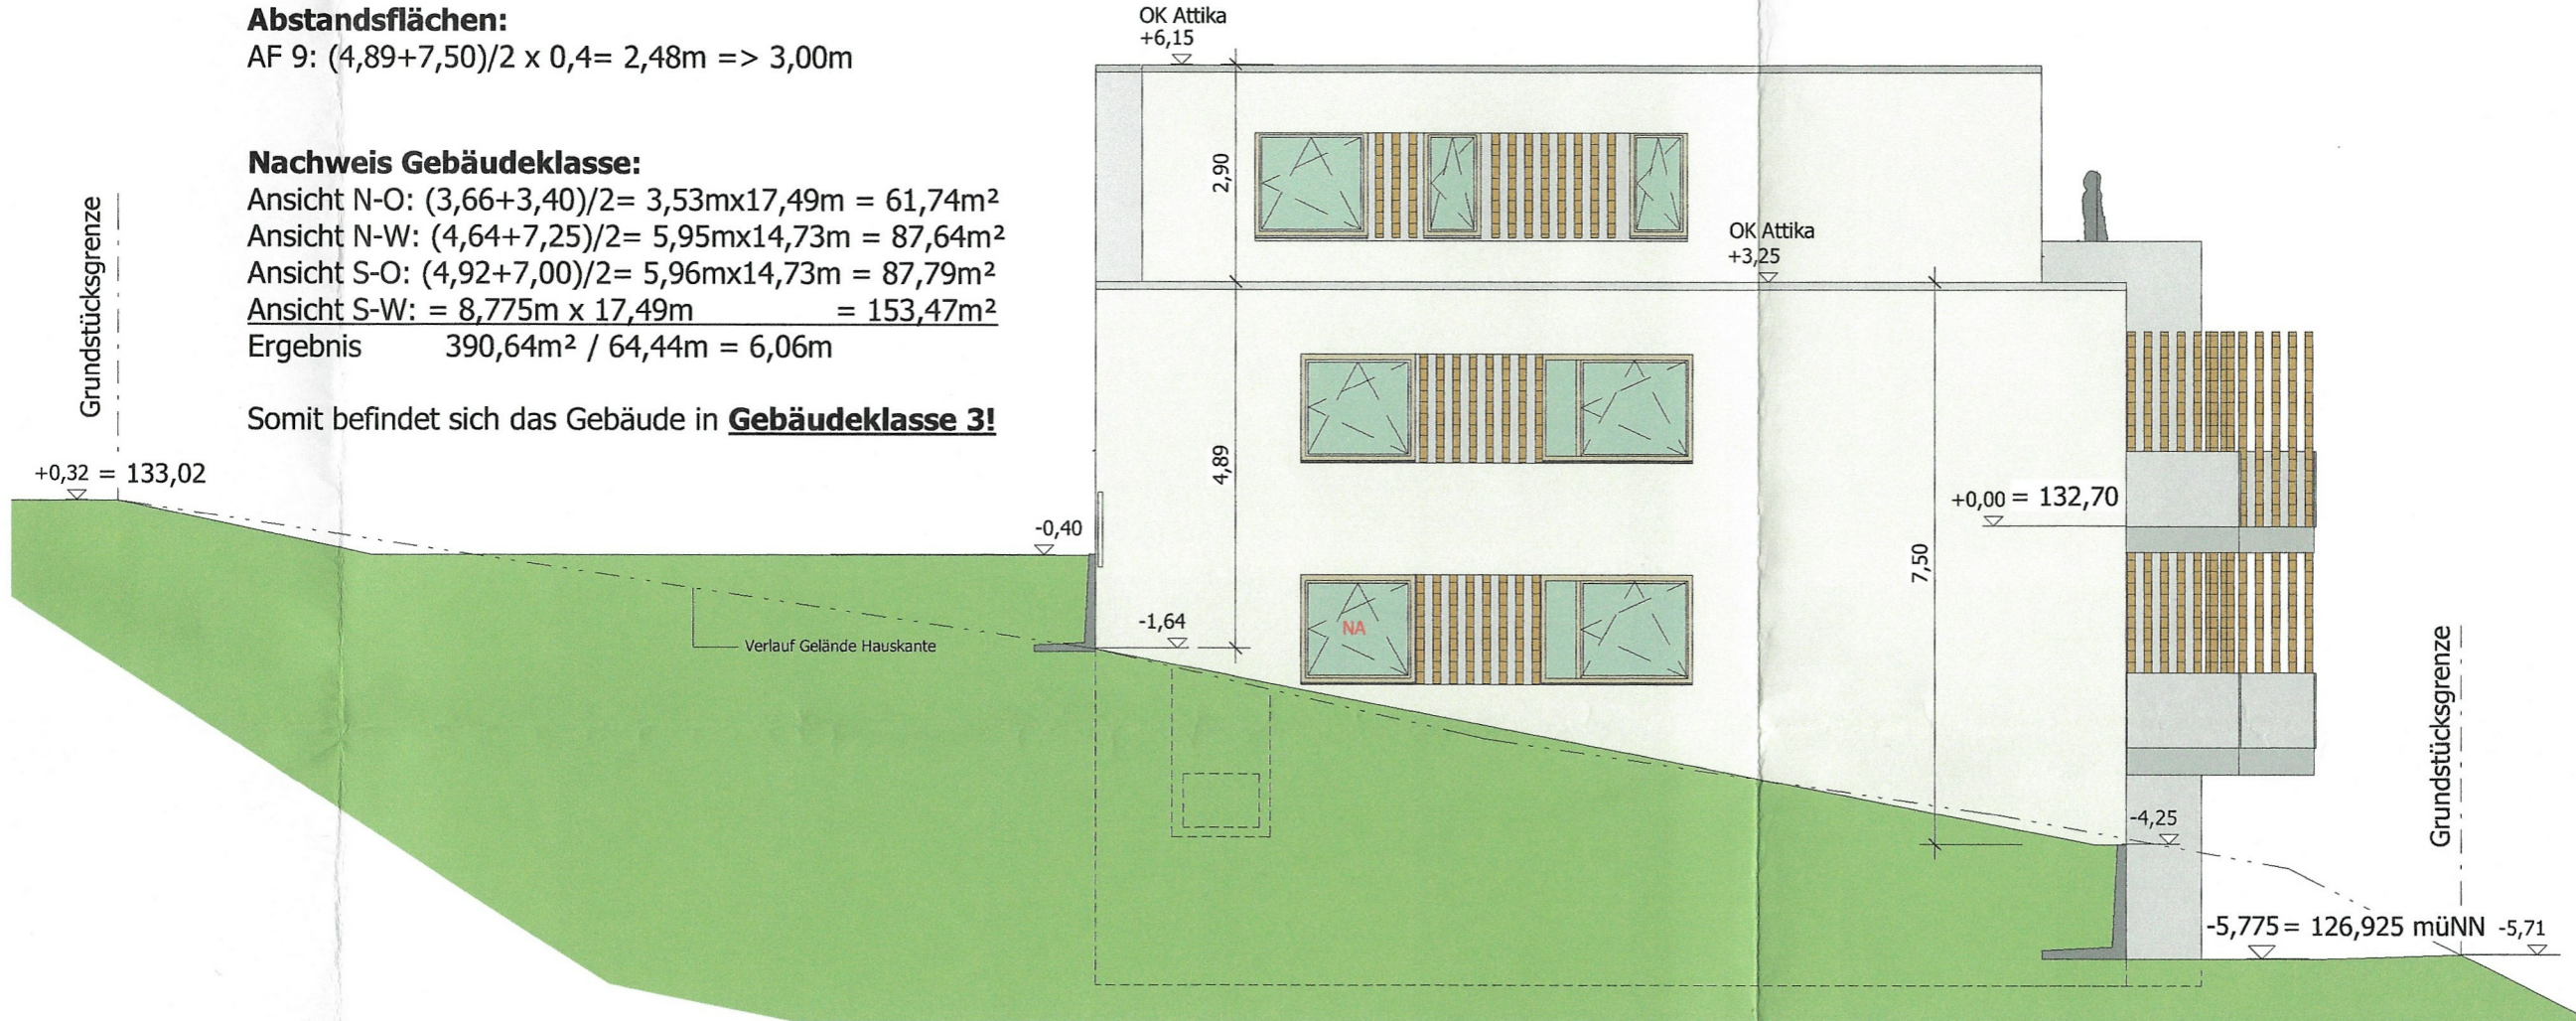 Abstandsflächen:
AF 9: (4,89+7,50)/2 x 0,4= 2,48m => 3,00m
Nachweis Gebäudeklasse:
Ansicht N-O: (3,66+3,40)/2= 3,53mx17,49m = 61,74m²
Ansicht N-W: (4,64+7,25)/2= 5,95mx14,73m = 87,64m²
Ansicht S-O: (4,92+7,00)/2= 5,96mx14,73m = 87,79m²
Ansicht S-W: = 8,775m x 17,49m = 153,47m²
Ergebnis 390,64m² / 64,44m = 6,06m
Somit befindet sich das Gebäude in Gebäudeklasse 3!
Grundstücksgrenze
+0,32 = 133,02
OK Attika
+6,15
2,90
OK Attika
+3,25
4,89
-0,40
-1,64
Verlauf Gelände Hauskante
NA
7,50
+0,00 = 132,70
-4,25
Grundstücksgrenze
-5,775= 126,925 müNN
-5,71